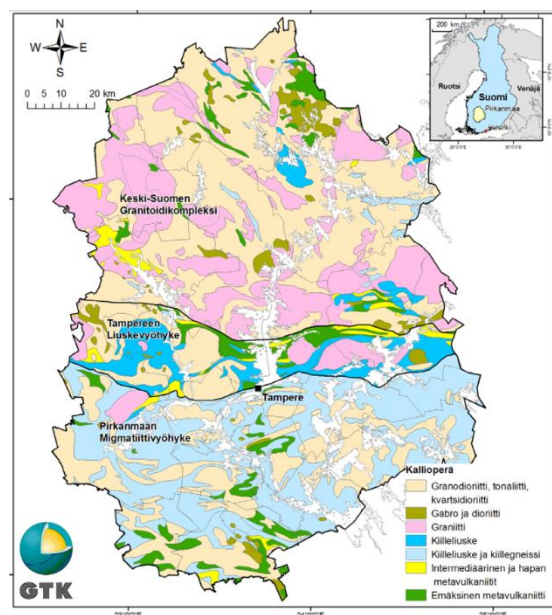 N
W E
S
0 10 20 km
200 km
Ruotsi
Suomi
Venäjä
Pirkanmaa
Helsinki
Keski-Suomen
Granitoidikompleksi
Tampereen
Liuskevyöhyke
Tampere
Pirkanmaan
Migmatiittivyöhyke
Kallioperä
Granodioriitti, tonaliitti,
kvartsidioriitti
Gabro ja dioriitti
Graniitti
Kiilleliuske
Kiilleliuske ja kiillegneissi
Intermediäärinen ja hapan
metavulkaniitit
Emäksinen metavulkaniitti
GTK